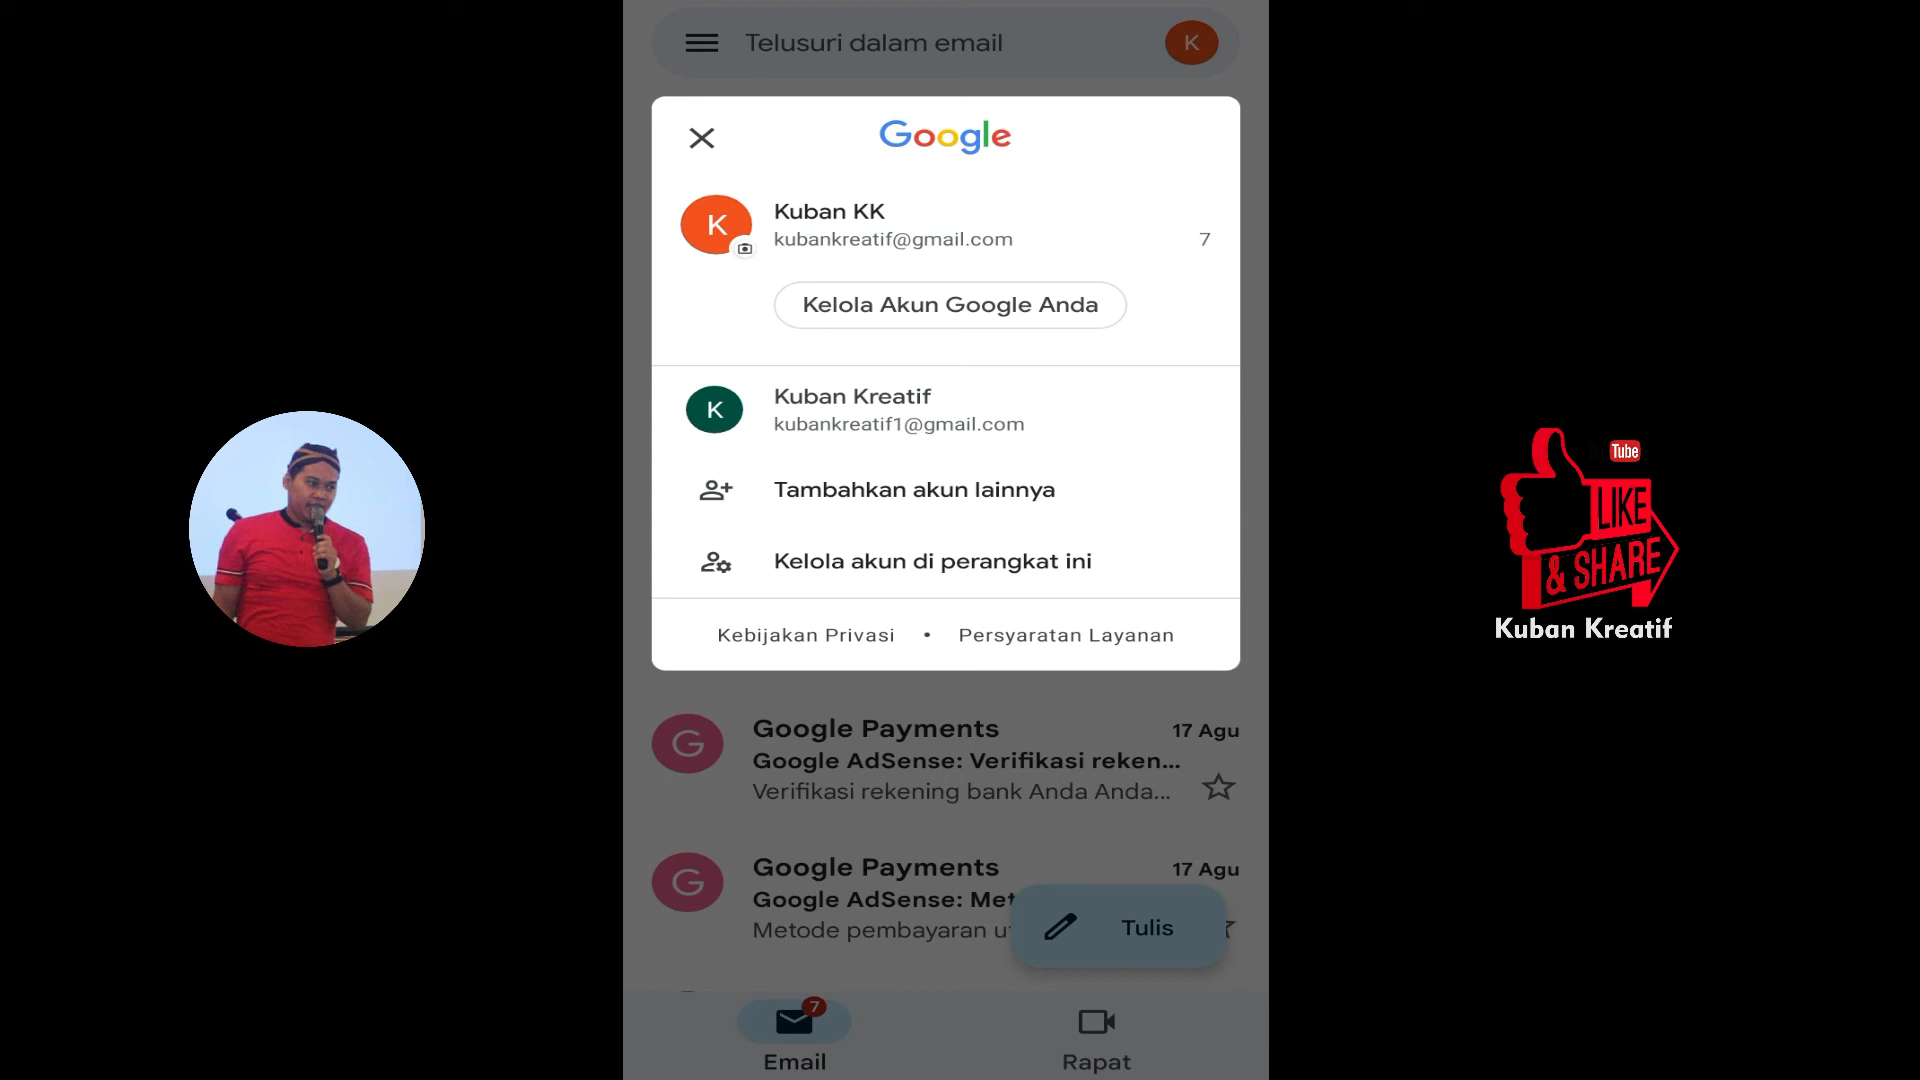 Telusuri dalam email
K
Google
K
Kuban KK
kubankreatif@gmail.com
7
Kelola Akun Google Anda
K
Kuban Kreatif
kubankreatif1@gmail.com
Tambahkan akun lainnya
Kelola akun di perangkat ini
Kebijakan Privasi • Persyaratan Layanan
G
Google Payments
17 Agu
Google AdSense: Verifikasi reken...
Verifikasi rekening bank Anda Anda...
G
Google Payments
17 Agu
Google AdSense: Met
Metode pembayaran
Tulis
7
Email
Rapat
Tube
LIKE
& SHARE
Kuban Kreatif